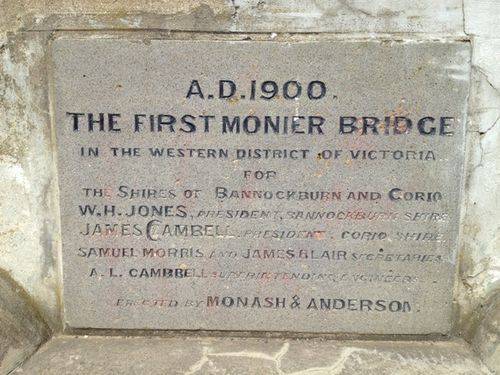 A.D.1900.
THE FIRST MONIER BRIDGE
IN THE WESTERN DISTRICT OF VICTORIA
FOR
THE SHIRES OF BANNOCKBURN AND CORIO
W.H. JONES, PRESIDENT, BANNOCKBURN SHIRE
JAMES CAMBELL, PRESIDENT, CORIO SHIRE
SAMUEL MORRIS AND JAMES BLAIR SECRETARIES
A. L. CAMBBELL SUPERINTENDING ENGINEERS
ERECTED BY MONASH & ANDERSON.